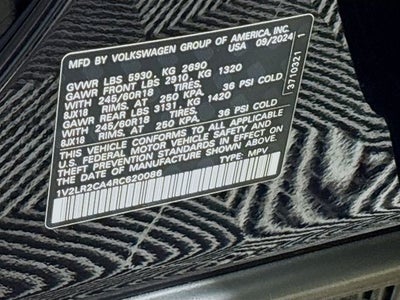 MFD BY VOLKSWAGEN GROUP OF AMERICA, INC.
USA 09/2024
GVWR LBS 5930, KG 2690
GAWR FRONT LBS 2910, KG 1320
WITH 245/60R18 TIRES.
8JX18 RIMS. AT 250 KPA. 36 PSI COLD
GAWR REAR LBS 3131, KG 1420
WITH 245/60R18 TIRES.
8JX18 RIMS. AT 250 KPA. 36 PSI COLD
THIS VEHICLE CONFORMS TO ALL APPLICABLE
U.S. FEDERAL MOTOR VEHICLE SAFETY AND
THEFT PREVENTION STANDARDS IN EFFECT ON
THE DATE OF MANUFACTURE SHOWN ABOVE.
1V2LR2CA4RC620086 TYPE: MPV
3710321 1